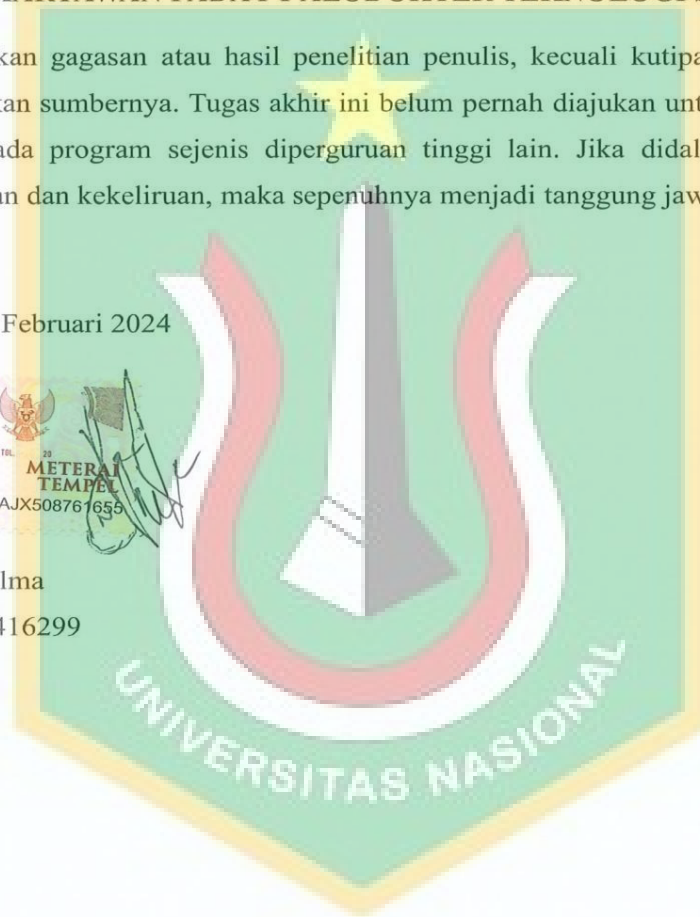 kan gagasan atau hasil penelitian penulis, kecuali kutipa
kan sumbernya. Tugas akhir ini belum pernah diajukan unt
ada program sejenis diperguruan tinggi lain. Jika didal
an dan kekeliruan, maka sepenuhnya menjadi tanggung jaw
Februari 2024
TGL. 20
METERAI
TEMPEL
AJX508761655
lma
416299
UNIVERSITAS NASIONAL